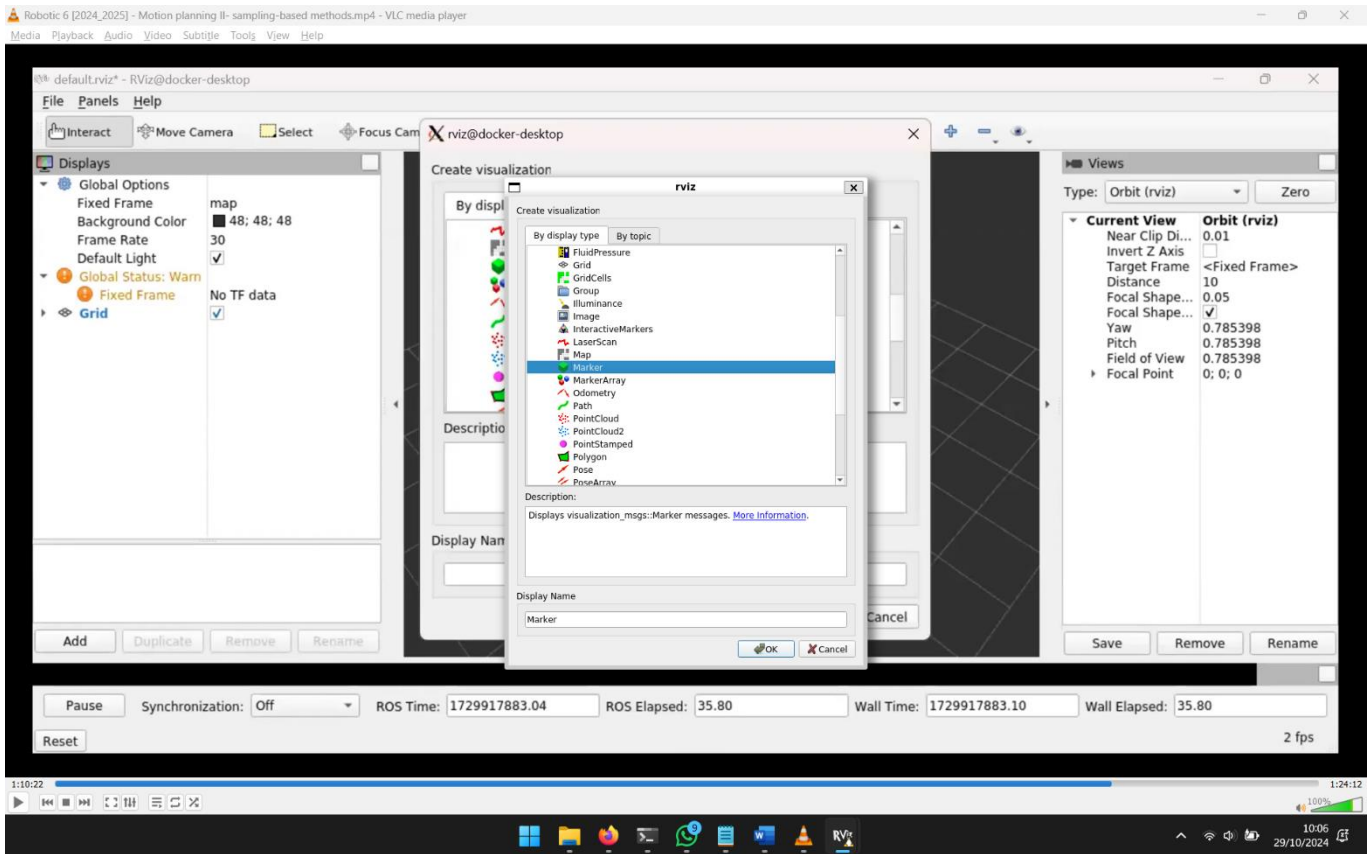 Robotic 6 [2024_2025] - Motion planning II- sampling-based methods.mp4 - VLC media player
Media Playback Audio Video Subtitle Tools View Help
default.rviz* - RViz@docker-desktop
File Panels Help
Interact Move Camera Select Focus Cam
rviz@docker-desktop
Displays
Global Options
Fixed Frame map
Background Color 48; 48; 48
Frame Rate 30
Default Light
Global Status: Warn
Fixed Frame No TF data
Grid
Add Duplicate Remove Rename
Create visualization
By displ
Descriptio
Display Nam
Cancel
rviz
Create visualization
By display type By topic
FluidPressure
Grid
GridCells
Group
Illuminance
Image
InteractiveMarkers
LaserScan
Map
Marker
MarkerArray
Odometry
Path
PointCloud
PointCloud2
PointStamped
Polygon
Pose
PoseArray
Description:
Displays visualization_msgs::Marker messages. More Information.
Display Name
Marker
OK Cancel
Views
Type: Orbit (rviz) Zero
Current View Orbit (rviz)
Near Clip Di... 0.01
Invert Z Axis
Target Frame <Fixed Frame>
Distance 10
Focal Shape... 0.05
Focal Shape...
Yaw 0.785398
Pitch 0.785398
Field of View 0.785398
Focal Point 0; 0; 0
Save Remove Rename
Pause Synchronization: Off ROS Time: 1729917883.04 ROS Elapsed: 35.80 Wall Time: 1729917883.10 Wall Elapsed: 35.80
Reset 2 fps
1:10:22 1:24:12
100%
9
RViz
10:06
29/10/2024